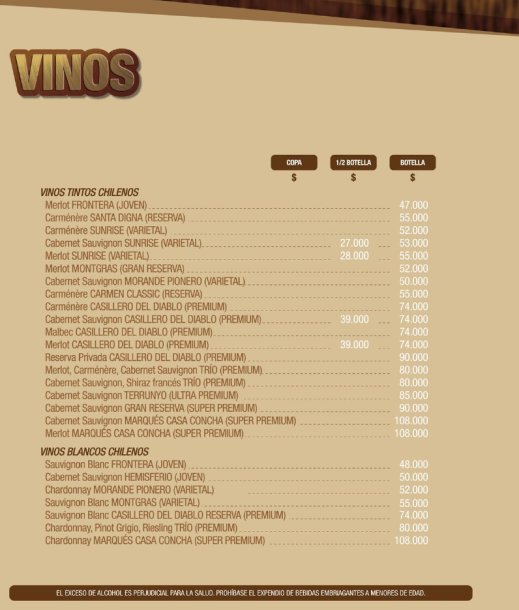 VINOS
COPA 1/2 BOTELLA BOTELLA
$ $ $
VINOS TINTOS CHILENOS
Merlot FRONTERA (JOVEN) 47.000
Carménère SANTA DIGNA (RESERVA) 55.000
Carménère SUNRISE (VARIETAL) 52.000
Cabernet Sauvignon SUNRISE (VARIETAL) 27.000 53.000
Merlot SUNRISE (VARIETAL) 28.000 55.000
Merlot MONTGRAS (GRAN RESERVA) 52.000
Cabernet Sauvignon MORANDE PIONERO (VARIETAL) 50.000
Carménère CARMEN CLASSIC (RESERVA) 55.000
Carménère CASILLERO DEL DIABLO (PREMIUM) 74.000
Cabernet Sauvignon CASILLERO DEL DIABLO (PREMIUM) 39.000 74.000
Malbec CASILLERO DEL DIABLO (PREMIUM) 74.000
Merlot CASILLERO DEL DIABLO (PREMIUM) 39.000 74.000
Reserva Privada CASILLERO DEL DIABLO (PREMIUM) 90.000
Merlot, Carménère, Cabernet Sauvignon TRÍO (PREMIUM) 80.000
Cabernet Sauvignon, Shiraz francés TRÍO (PREMIUM) 80.000
Cabernet Sauvignon TERRUNYO (ULTRA PREMIUM) 85.000
Cabernet Sauvignon GRAN RESERVA (SUPER PREMIUM) 90.000
Cabernet Sauvignon MARQUÉS CASA CONCHA (SUPER PREMIUM) 108.000
Merlot MARQUÉS CASA CONCHA (SUPER PREMIUM) 108.000
VINOS BLANCOS CHILENOS
Sauvignon Blanc FRONTERA (JOVEN) 48.000
Cabernet Sauvignon HEMISFERIO (JOVEN) 50.000
Chardonnay MORANDE PIONERO (VARIETAL) 52.000
Sauvignon Blanc MONTGRAS (VARIETAL) 55.000
Sauvignon Blanc CASILLERO DEL DIABLO RESERVA (PREMIUM) 74.000
Chardonnay, Pinot Grigio, Riesling TRÍO (PREMIUM) 80.000
Chardonnay MARQUÉS CASA CONCHA (SUPER PREMIUM) 108.000
EL EXCESO DE ALCOHOL ES PERJUDICIAL PARA LA SALUD. PROHÍBASE EL EXPENDIO DE BEBIDAS EMBRIAGANTES A MENORES DE EDAD.